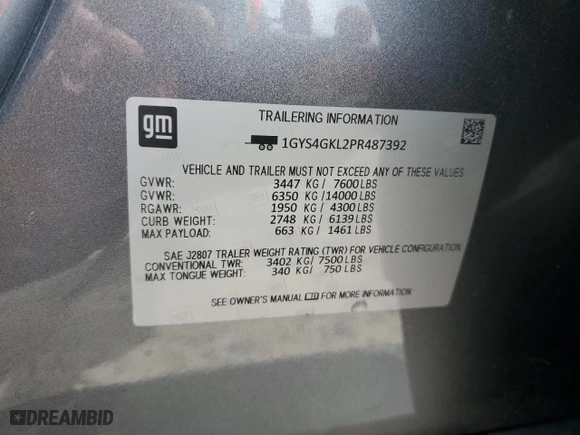 gm
TRAILERING INFORMATION
1GYS4GKL2PR487392
VEHICLE AND TRAILER MUST NOT EXCEED ANY OF THESE VALUES
GVWR: 3447 KG / 7600 LBS
GVWR: 6350 KG /14000 LBS
RGAWR: 1950 KG / 4300 LBS
CURB WEIGHT: 2748 KG / 6139 LBS
MAX PAYLOAD: 663 KG / 1461 LBS
SAE J2807 TRALER WEIGHT RATING (TWR) FOR VEHICLE CONFIGURATION.
CONVENTIONAL TWR: 3402 KG/ 7500 LBS
MAX TONGUE WEIGHT: 340 KG / 750 LBS
SEE OWNER'S MANUAL FOR MORE INFORMATION
DREAMBID